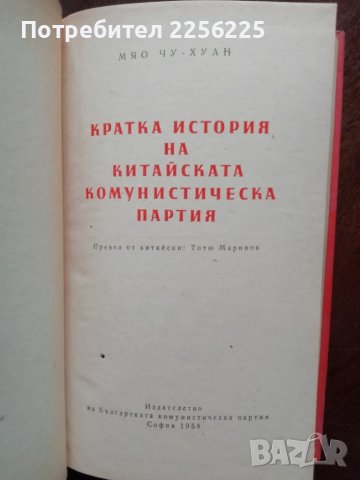 Потребител 2256225
МЯО ЧУ-ХУАН
КРАТКА ИСТОРИЯ
НА
КИТАЙСКАТА
КОМУНИСТИЧЕСКА
ПАРТИЯ
Превел от китайски: Тотю Маринов
Издателство
на Българската комунистическа партия
София 1958
BAZAR